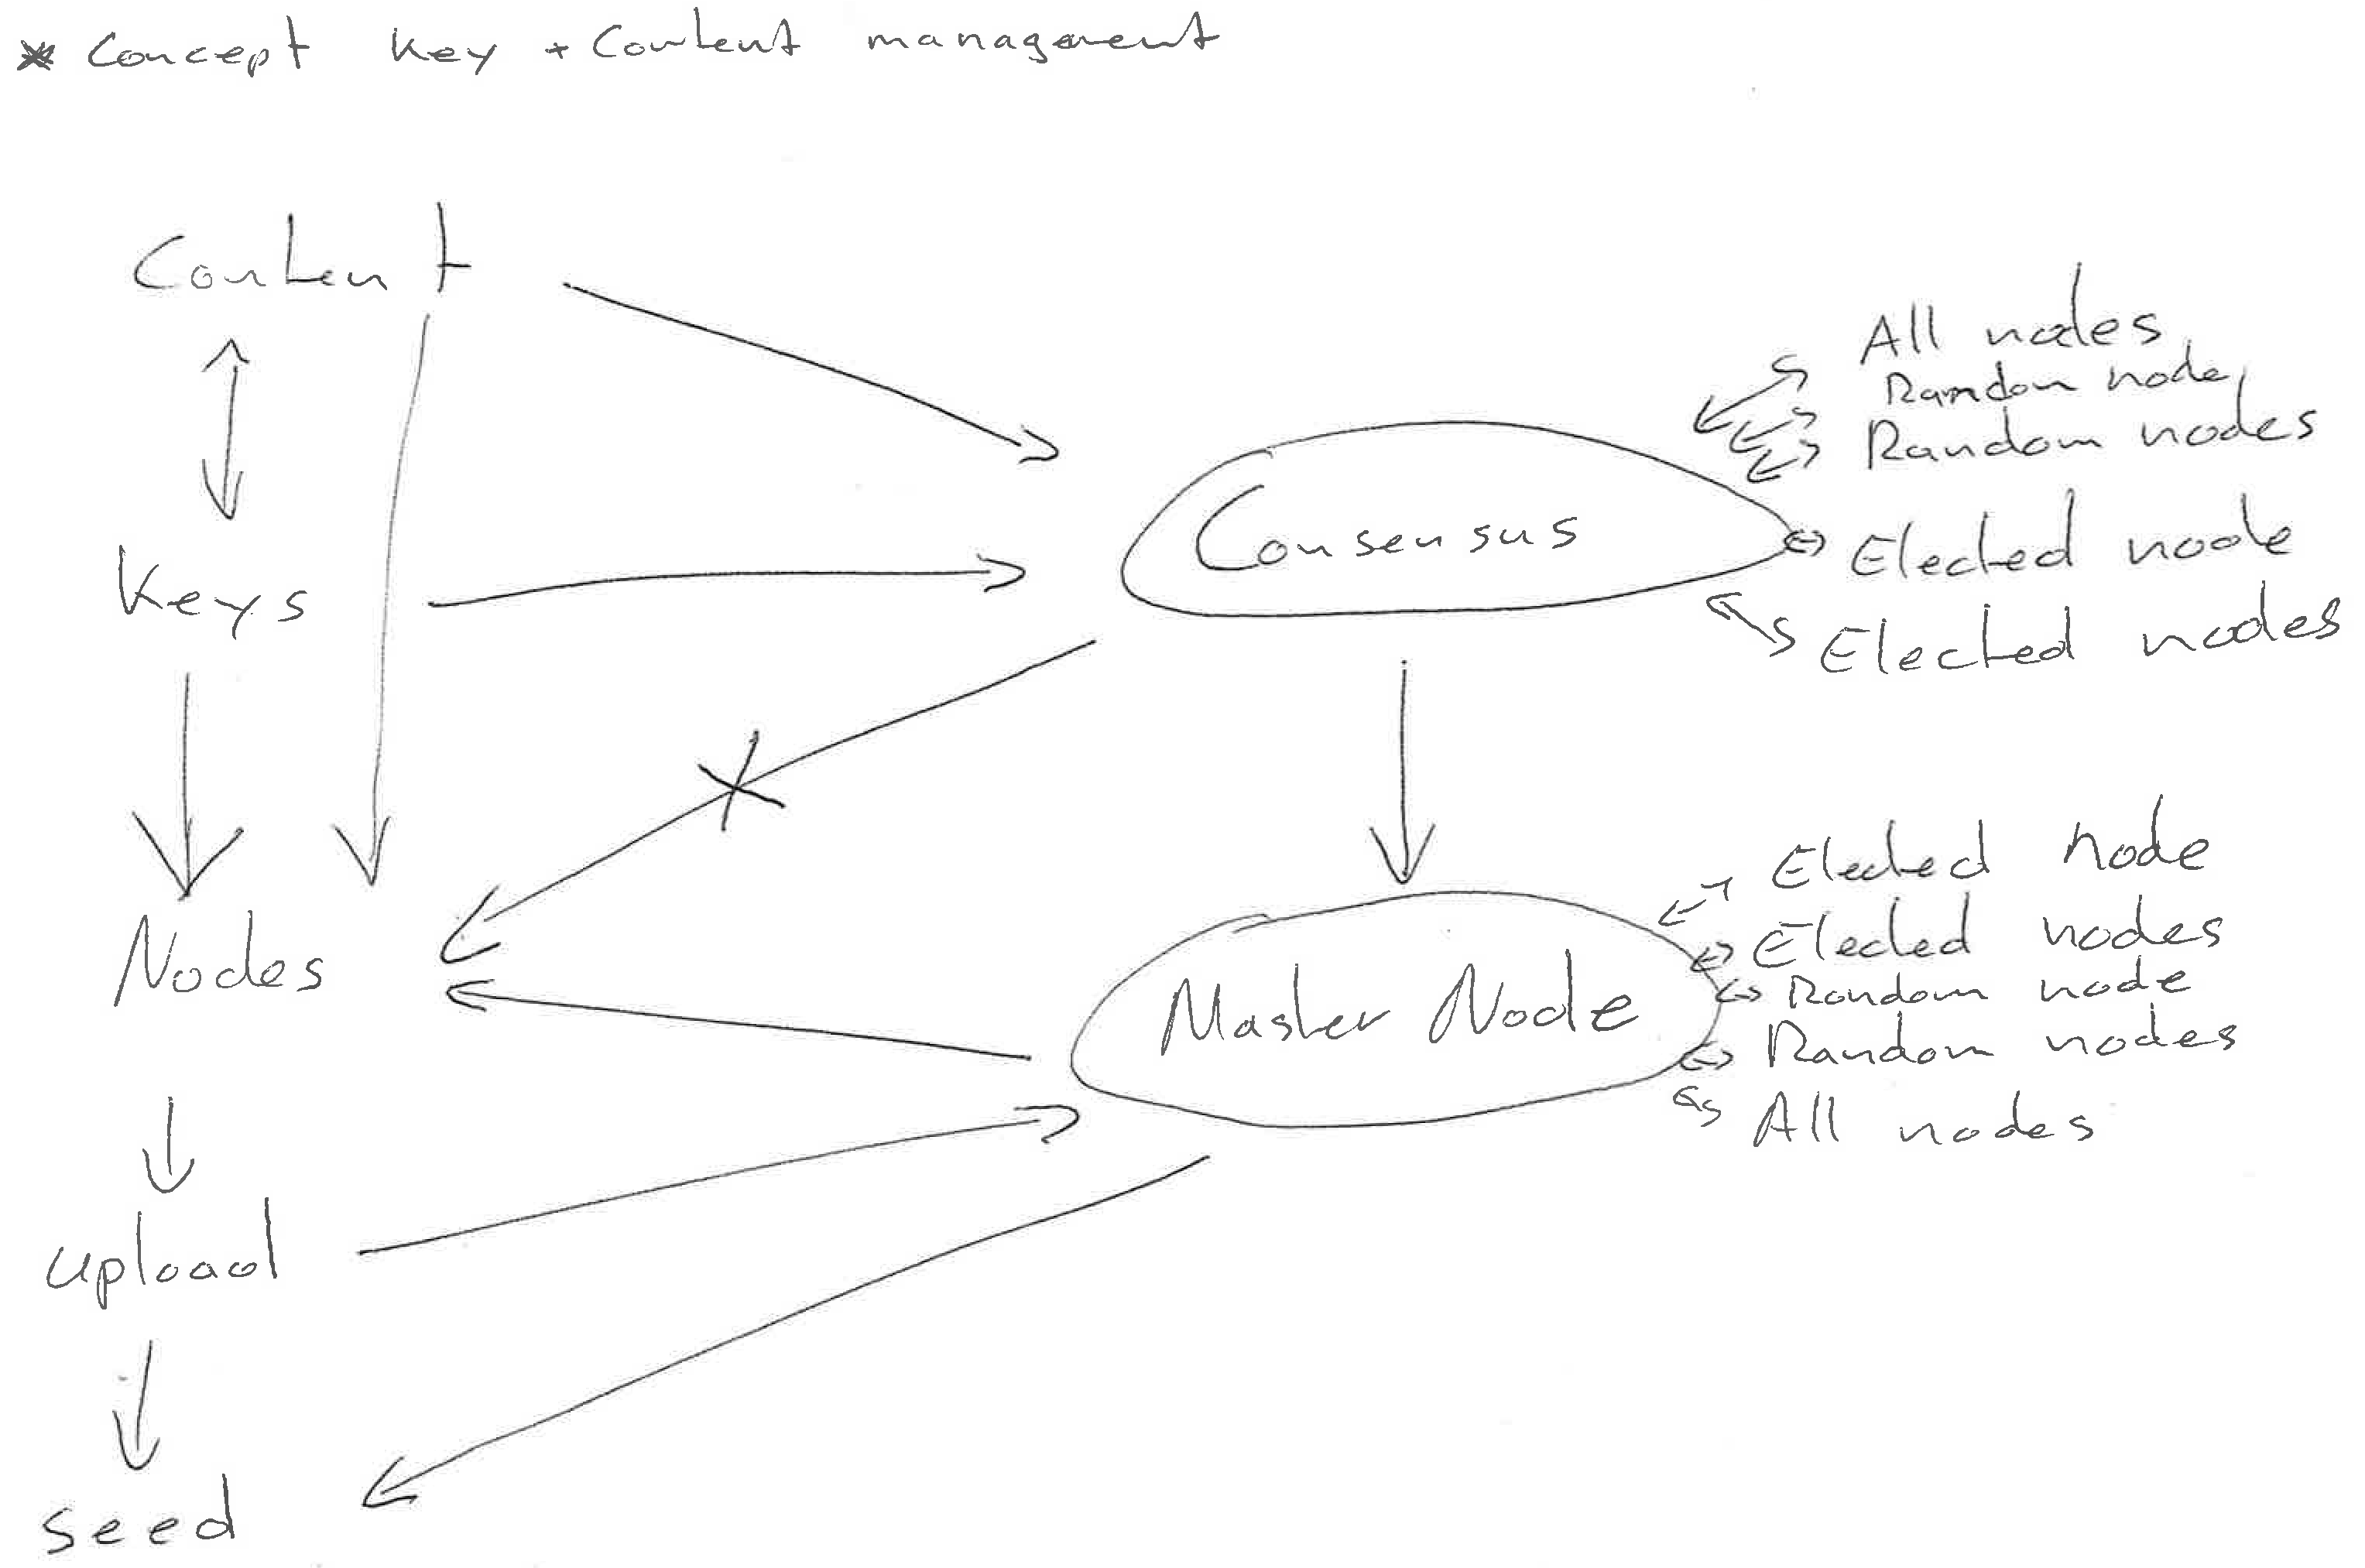 * Concept key + Content management
Content
Keys
Nodes
upload
seed
Consensus
All nodes
Random node
Random nodes
Elected node
Elected nodes
Master Node
Elected node
Elected nodes
Random node
Random nodes
All nodes